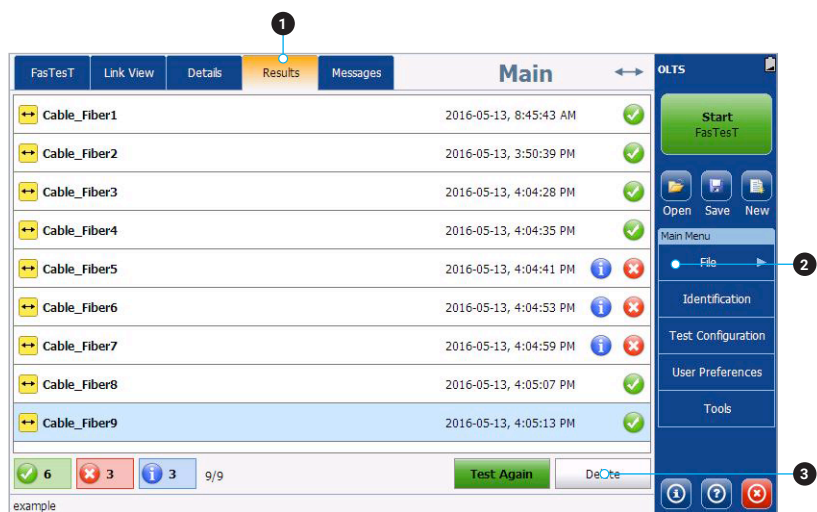 1
FasTesT Link View Details Results Messages Main OLTS
Cable_Fiber1 2016-05-13, 8:45:43 AM
Cable_Fiber2 2016-05-13, 3:50:39 PM
Cable_Fiber3 2016-05-13, 4:04:28 PM
Cable_Fiber4 2016-05-13, 4:04:35 PM
Cable_Fiber5 2016-05-13, 4:04:41 PM
Cable_Fiber6 2016-05-13, 4:04:53 PM
Cable_Fiber7 2016-05-13, 4:04:59 PM
Cable_Fiber8 2016-05-13, 4:05:07 PM
Cable_Fiber9 2016-05-13, 4:05:13 PM
6 3 3 9/9 Test Again Delete 3
example
Start
FasTesT
Open Save New
Main Menu
File 2
Identification
Test Configuration
User Preferences
Tools